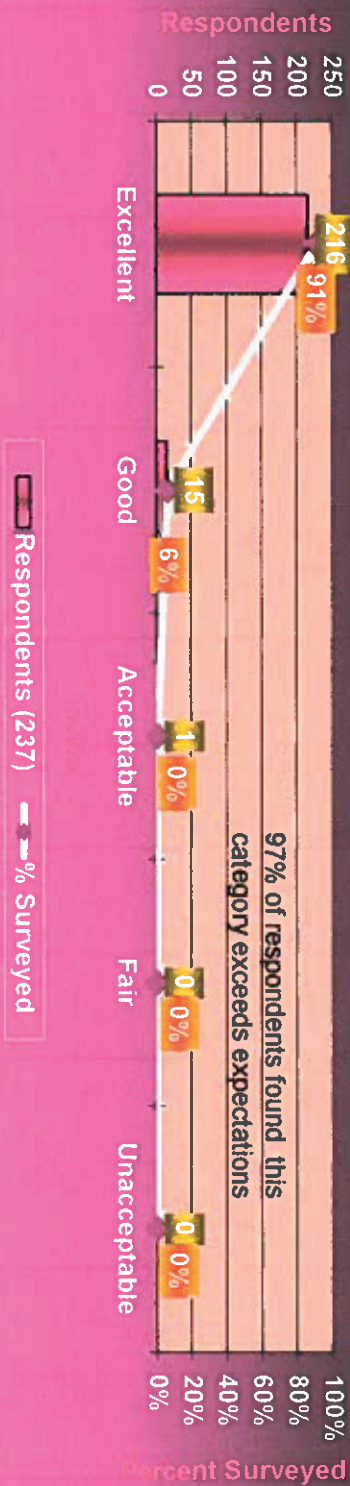 Respondents
250
200
150
100
50
0
216
91%
15
6%
1
0%
0
0%
0
0%
97% of respondents found this
category exceeds expectations
100%
80%
60%
40%
20%
0%
Percent Surveyed
Excellent
Good
Acceptable
Fair
Unacceptable
Respondents (237)
% Surveyed